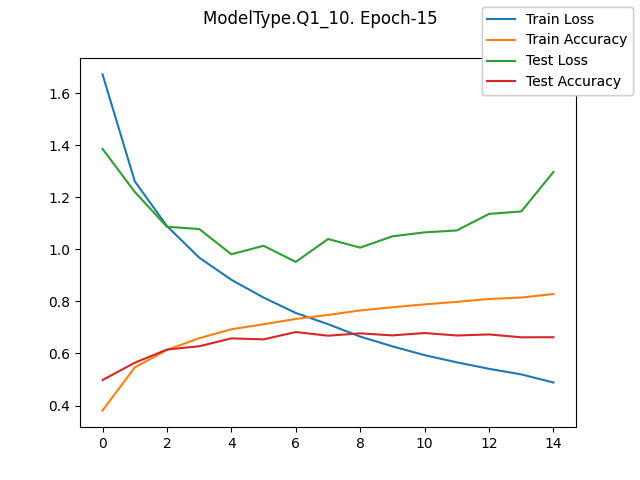 ModelType.Q1_10. Epoch-15
Train Loss
Train Accuracy
Test Loss
Test Accuracy
1.6
1.4
1.2
1.0
0.8
0.6
0.4
0 2 4 6 8 10 12 14